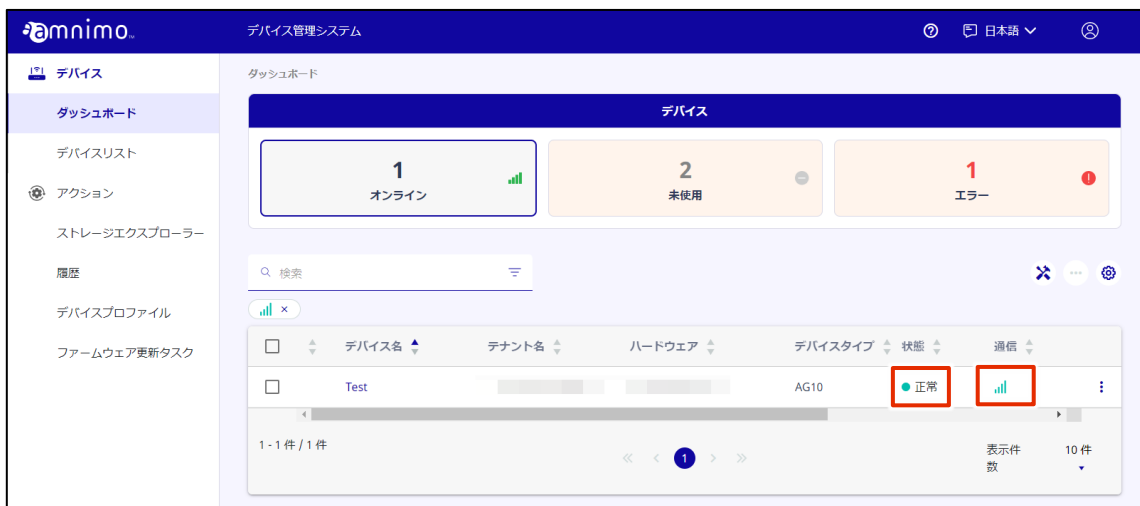 amnimo
デバイス管理システム
日本語
デバイス
ダッシュボード
デバイスリスト
アクション
ストレージエクスプローラー
履歴
デバイスプロファイル
ファームウェア更新タスク
ダッシュボード
デバイス
1
オンライン
2
未使用
1
エラー
検索
デバイス名 テナント名 ハードウェア デバイスタイプ 状態 通信
Test AG10 正常
1 - 1 件 / 1 件
1
表示件
数
10 件